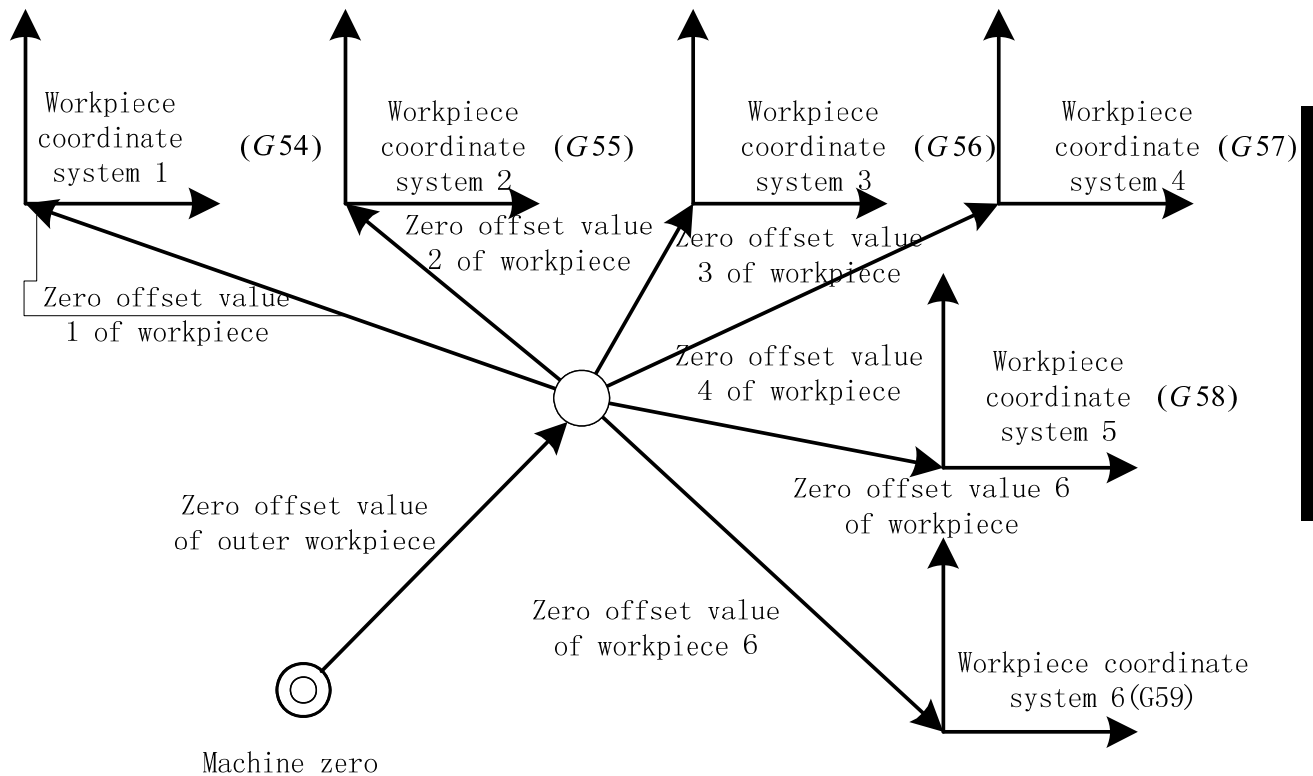 Workpiece
coordinate
system 1
(G54)
Workpiece
coordinate
system 2
(G55)
Workpiece
coordinate
system 3
(G56)
Workpiece
coordinate
system 4
(G57)
Zero offset value
1 of workpiece
Zero offset value
2 of workpiece
Zero offset value
3 of workpiece
Zero offset value
4 of workpiece
Workpiece
coordinate
system 5
(G58)
Zero offset value 6
of workpiece
Zero offset value
of outer workpiece
Zero offset value
of workpiece 6
Workpiece coordinate
system 6(G59)
Machine zero